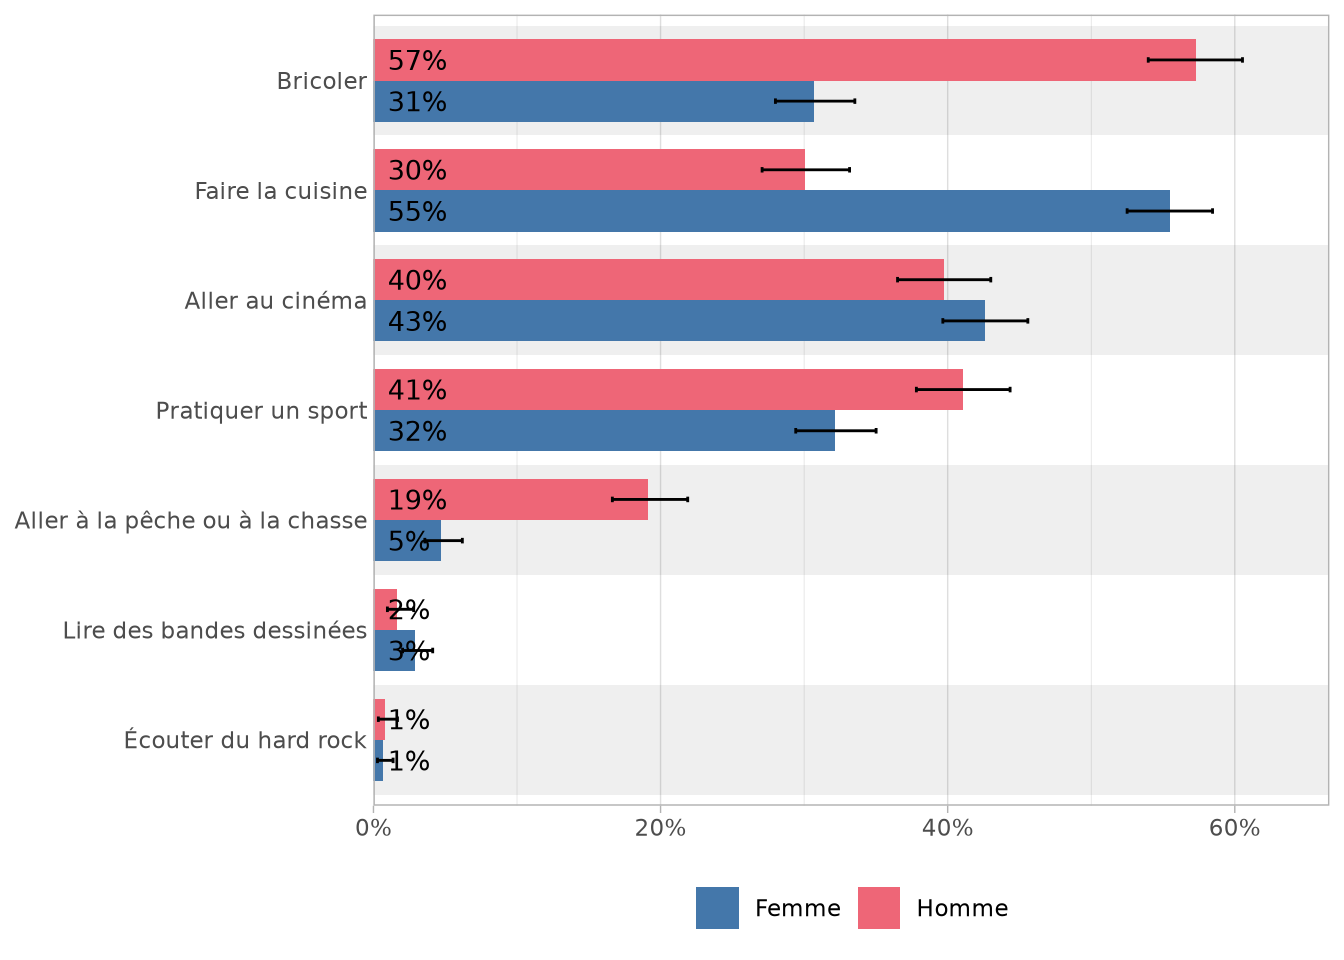 Bricoler
57%
31%
Faire la cuisine
30%
55%
Aller au cinéma
40%
43%
Pratiquer un sport
41%
32%
Aller à la pêche ou à la chasse
19%
5%
Lire des bandes dessinées
2%
3%
Écouter du hard rock
1%
1%
0% 20% 40% 60%
Femme Homme